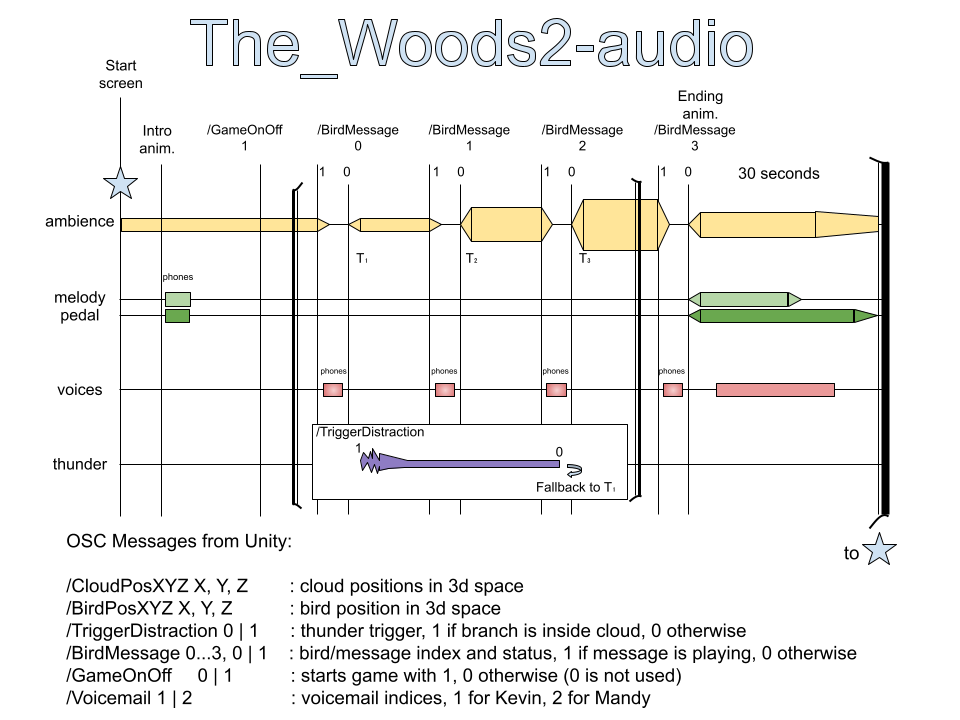 The_Woods2-audio
Start
screen
Ending
anim.
Intro
anim.
/GameOnOff
1
/BirdMessage
0
/BirdMessage
1
/BirdMessage
2
/BirdMessage
3
1 0
1 0
1 0
1 0
30 seconds
ambience
T₁
T₂
T₃
phones
melody
pedal
phones
phones
phones
phones
voices
/TriggerDistraction
1
0
thunder
Fallback to T₁
OSC Messages from Unity:
to
/CloudPosXYZ X, Y, Z : cloud positions in 3d space
/BirdPosXYZ X, Y, Z : bird position in 3d space
/TriggerDistraction 0 | 1 : thunder trigger, 1 if branch is inside cloud, 0 otherwise
/BirdMessage 0...3, 0 | 1 : bird/message index and status, 1 if message is playing, 0 otherwise
/GameOnOff 0 | 1 : starts game with 1, 0 otherwise (0 is not used)
/Voicemail 1 | 2 : voicemail indices, 1 for Kevin, 2 for Mandy